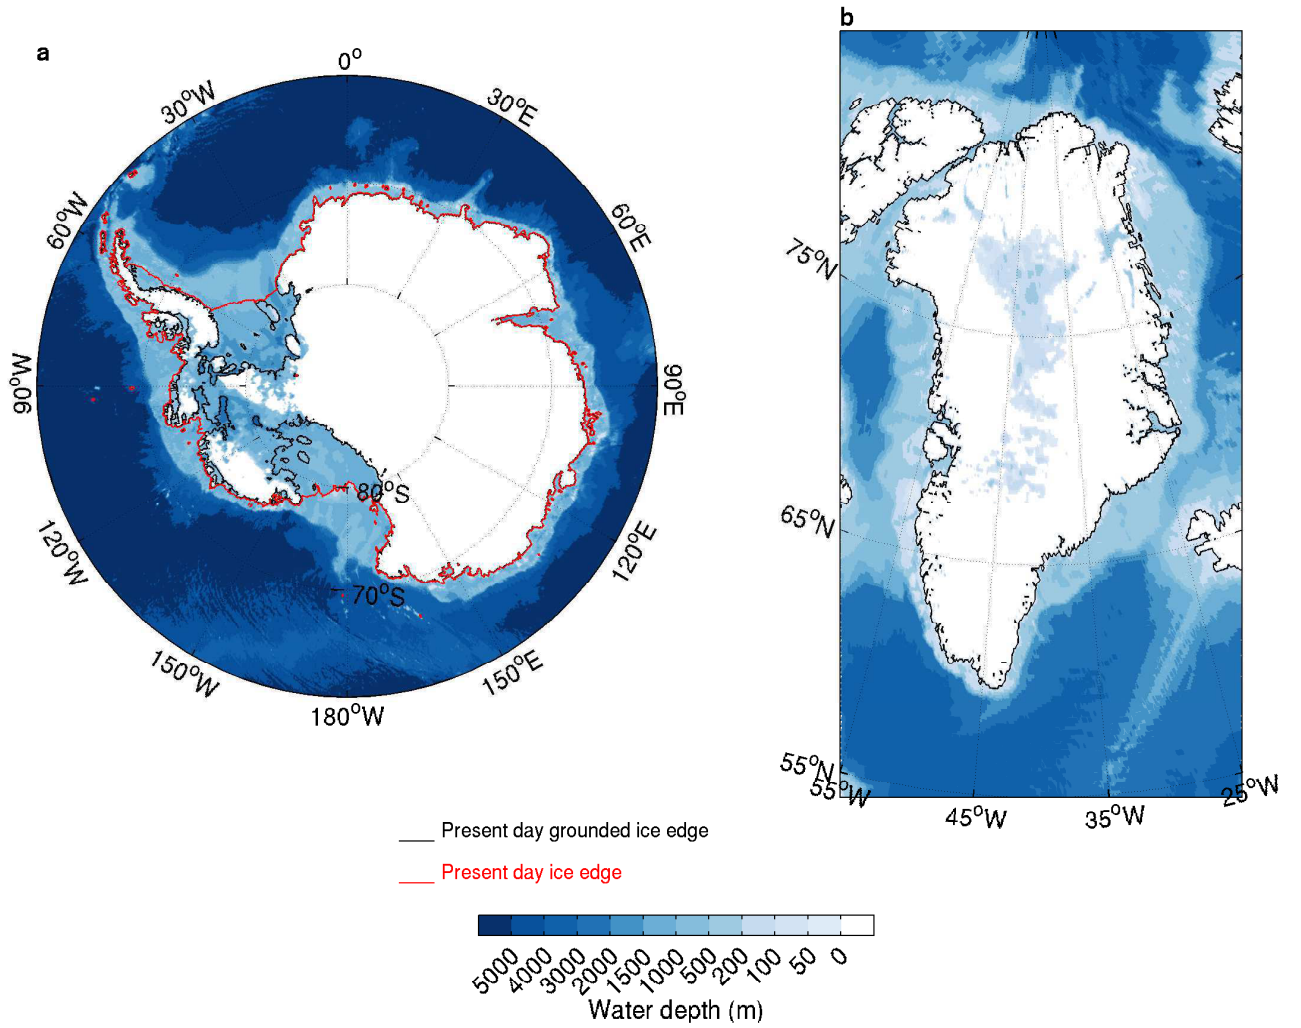 a
b
0°
30°W
30°E
60°W
60°E
90°W
90°E
80°S
70°S
120°W
120°E
150°W
150°E
180°W
75°N
65°N
55°N
55°W
45°W
35°W
25°W
Present day grounded ice edge
Present day ice edge
5000 4000 3000 2000 1500 1000 500 200 100 50 0
Water depth (m)